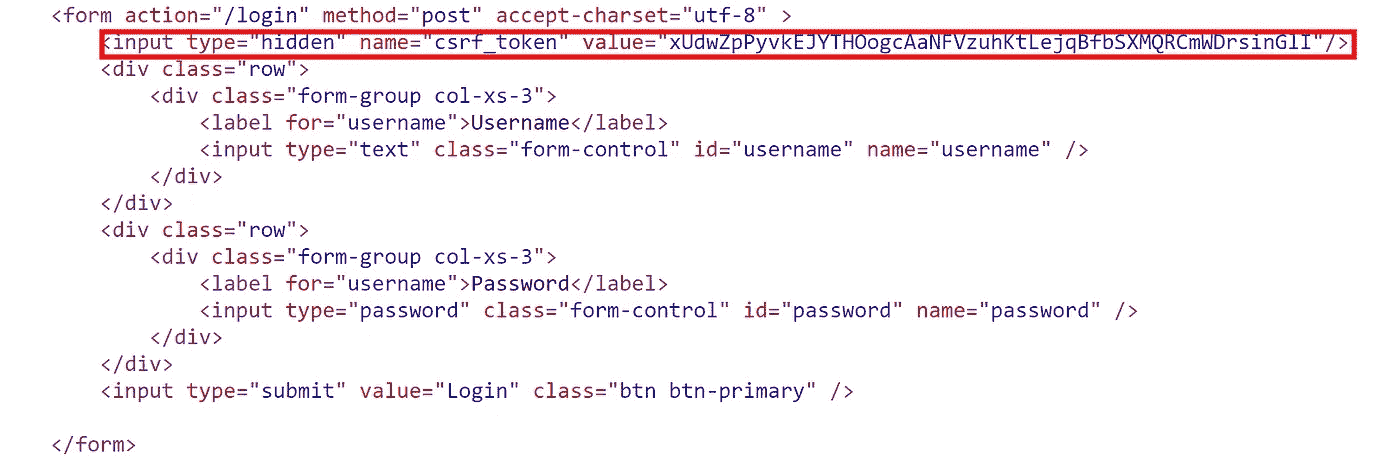 <form action="/login" method="post" accept-charset="utf-8" >
<input type="hidden" name="csrf_token" value="xUdwZpPyvkEJYTHOogcAaNFVzuhKtLejqBfbSXMQRCmWDrsinGlI"/>
<div class="row">
<div class="form-group col-xs-3">
<label for="username">Username</label>
<input type="text" class="form-control" id="username" name="username" />
</div>
</div>
<div class="row">
<div class="form-group col-xs-3">
<label for="username">Password</label>
<input type="password" class="form-control" id="password" name="password" />
</div>
</div>
<input type="submit" value="Login" class="btn btn-primary" />
</form>